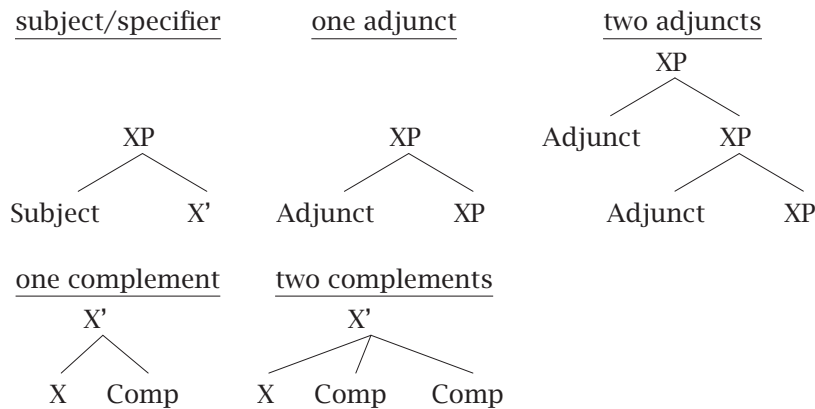 subject/specifier one adjunct two adjuncts
XP
XP XP Adjunct XP
Subject X' Adjunct XP Adjunct XP
one complement two complements
X' X'
X Comp X Comp Comp